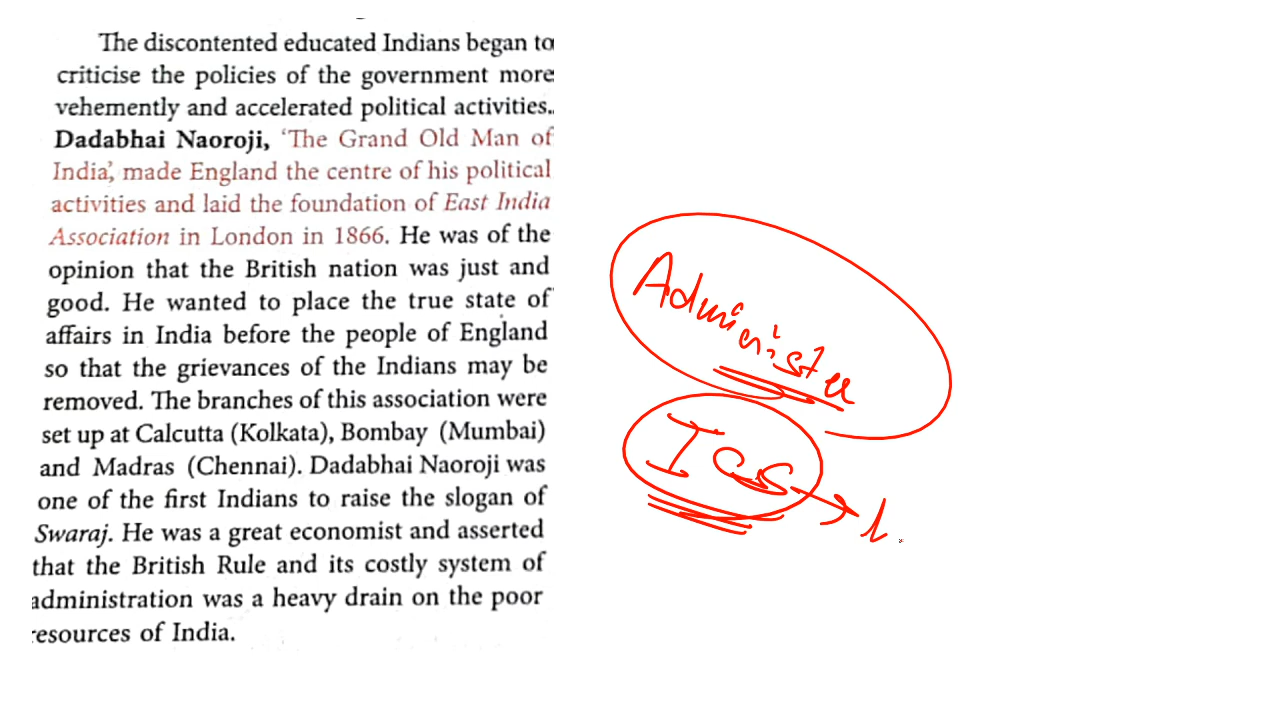 The discontented educated Indians began to
criticise the policies of the government more
vehemently and accelerated political activities.
Dadabhai Naoroji, ‘The Grand Old Man of
India’, made England the centre of his political
activities and laid the foundation of East India
Association in London in 1866. He was of the
opinion that the British nation was just and
good. He wanted to place the true state of
affairs in India before the people of England
so that the grievances of the Indians may be
removed. The branches of this association were
set up at Calcutta (Kolkata), Bombay (Mumbai)
and Madras (Chennai). Dadabhai Naoroji was
one of the first Indians to raise the slogan of
Swaraj. He was a great economist and asserted
that the British Rule and its costly system of
administration was a heavy drain on the poor
resources of India.
ICS